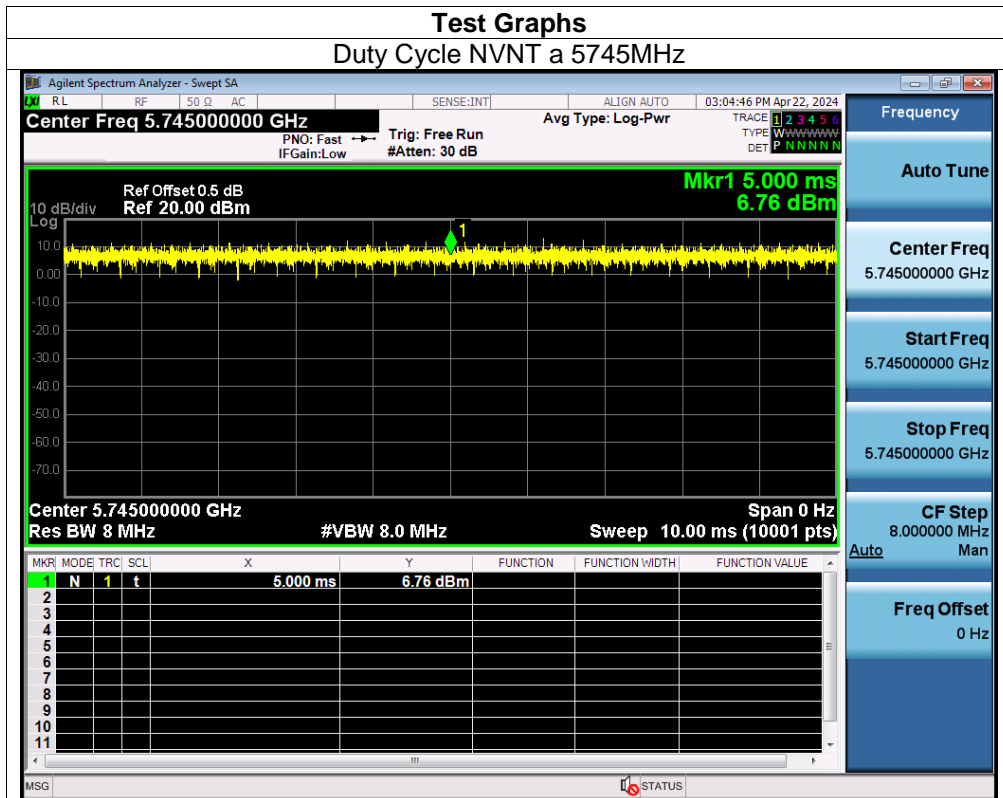 Test Graphs
Duty Cycle NVNT a 5745MHz
Agilent Spectrum Analyzer - Swept SA
LXI RL RF 50 Ω AC SENSE:INT ALIGN AUTO 03:04:46 PM Apr 22, 2024
Center Freq 5.745000000 GHz
PNO: Fast
IFGain:Low
Trig: Free Run
#Atten: 30 dB
Avg Type: Log-Pwr
TRACE 1 2 3 4 5 6
TYPE WWWWWW
DET P N N N N N
Mkr1 5.000 ms
6.76 dBm
Ref Offset 0.5 dB
10 dB/div Ref 20.00 dBm
Log
1
10.0
0.00
-10.0
-20.0
-30.0
-40.0
-50.0
-60.0
-70.0
Center 5.745000000 GHz Span 0 Hz
Res BW 8 MHz #VBW 8.0 MHz Sweep 10.00 ms (10001 pts)
MKR MODE TRC SCL X Y FUNCTION FUNCTION WIDTH FUNCTION VALUE
1 N 1 t 5.000 ms 6.76 dBm
2
3
4
5
6
7
8
9
10
11
MSG STATUS
Frequency
Auto Tune
Center Freq
5.745000000 GHz
Start Freq
5.745000000 GHz
Stop Freq
5.745000000 GHz
CF Step
8.000000 MHz
Auto Man
Freq Offset
0 Hz